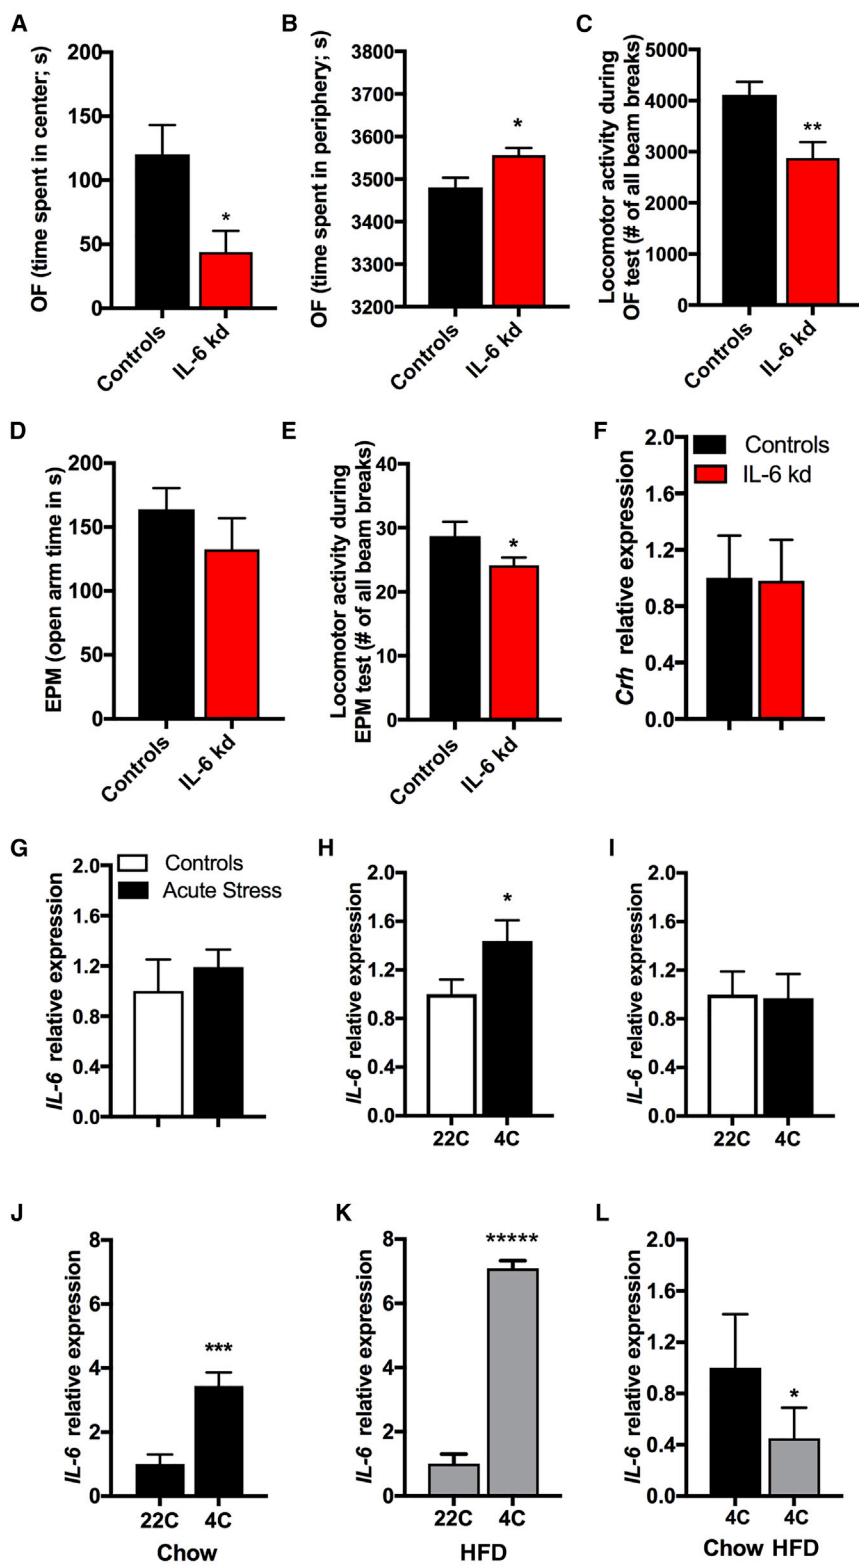 A
OF (time spent in center; s)
200
150
100
50
0
*
Controls
IL-6 kd
B
OF (time spent in periphery; s)
3800
3700
3600
3500
3400
3300
3200
*
Controls
IL-6 kd
C
Locomotor activity during
OF test (# of all beam breaks)
5000
4000
3000
2000
1000
0
**
Controls
IL-6 kd
D
EPM (open arm time in s)
200
150
100
50
0
Controls
IL-6 kd
E
Locomotor activity during
EPM test (# of all beam breaks)
40
30
20
10
0
*
Controls
IL-6 kd
F
Crh relative expression
2.0
1.6
1.2
0.8
0.4
0.0
Controls
IL-6 kd
G
IL-6 relative expression
2.0
1.6
1.2
0.8
0.4
0.0
Controls
Acute Stress
H
IL-6 relative expression
2.0
1.6
1.2
0.8
0.4
0.0
*
22C 4C
I
IL-6 relative expression
2.0
1.6
1.2
0.8
0.4
0.0
22C 4C
J
IL-6 relative expression
8
6
4
2
0
***
22C 4C
Chow
K
IL-6 relative expression
8
6
4
2
0
*****
22C 4C
HFD
L
IL-6 relative expression
2.0
1.6
1.2
0.8
0.4
0.0
*
4C 4C
Chow HFD